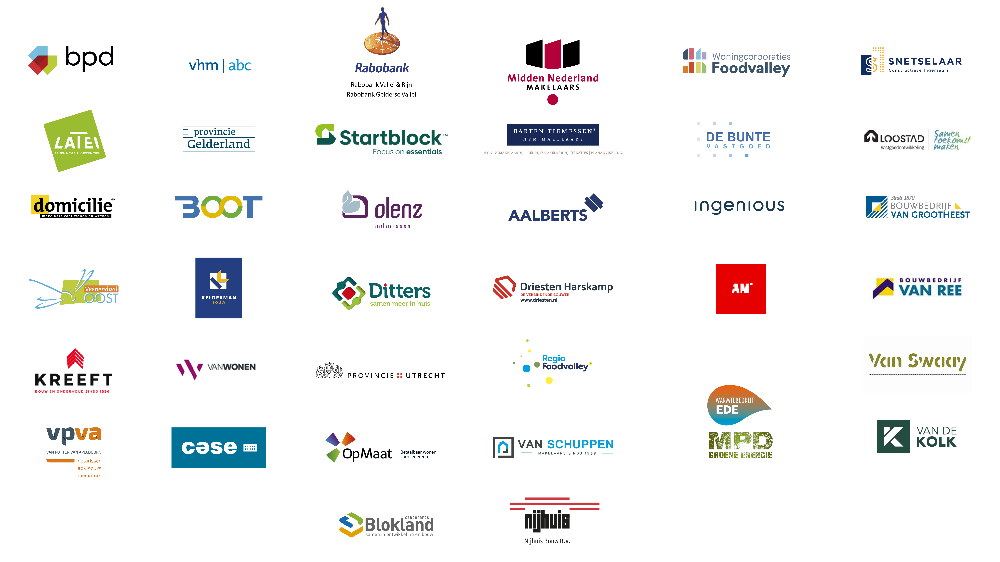 bpd
vhm | abc
Rabobank
Rabobank Vallei & Rijn
Rabobank Gelderse Vallei
Midden Nederland
MAKELAARS
Woningcorporaties
Foodvalley
S
SNETSELAAR
Constructieve Ingenieurs
LATEI
SAMEN MOGELIJKHEDEN ZIEN
provincie
Gelderland
Startblock™
Focus on essentials
BARTEN TIEMESSEN®
NVM MAKELAARS
WONINGMAKELAARDIJ | BEDRIJFSMAKELAARDIJ | TAXATIES | PLANADVISERING
DE BUNTE
VASTGOED
LOOSTAD
Vastgoedontwikkeling
Samen
toekomst
maken
domicilie®
makelaars voor wonen en werken
BOOT
olenz
notarissen
AALBERTS
ingenious
Sinds 1870
BOUWBEDRIJF
VAN GROOTHEEST
Veenendaal
OOST
KELDERMAN
BOUW
Ditters
samen meer in huis
Driesten Harskamp
DE VERBINDENDE BOUWER
www.driesten.nl
AM
BOUWBEDRIJF
VAN REE
KREEFT
BOUW EN ONDERHOUD SINDS 1896
VANWONEN
PROVINCIE UTRECHT
Regio
Foodvalley
Van Swaay
vpva
VAN PUTTEN VAN APELDOORN
notarissen
adviseurs
mediators
cəse
OpMaat
Betaalbaar wonen
voor iedereen
VAN SCHUPPEN
MAKELAARS SINDS 1968
WARMTEBEDRIJF
EDE
MPD
GROENE ENERGIE
K
VAN DE
KOLK
GEBROEDERS
Blokland
samen in ontwikkeling en bouw
nijhuis
Nijhuis Bouw B.V.